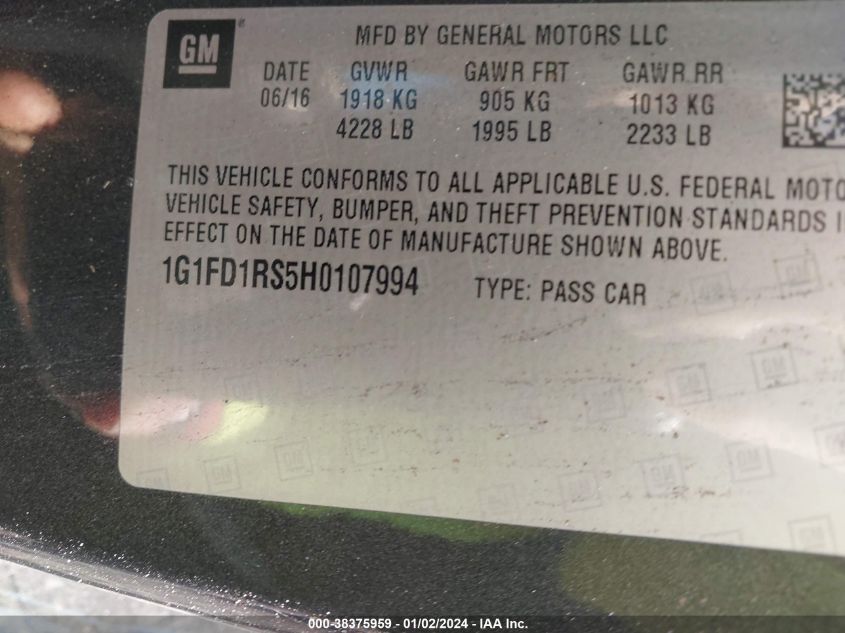 GM
MFD BY GENERAL MOTORS LLC
DATE GVWR GAWR FRT GAWR RR
06/16 1918 KG 905 KG 1013 KG
4228 LB 1995 LB 2233 LB
THIS VEHICLE CONFORMS TO ALL APPLICABLE U.S. FEDERAL MOTO
VEHICLE SAFETY, BUMPER, AND THEFT PREVENTION STANDARDS I
EFFECT ON THE DATE OF MANUFACTURE SHOWN ABOVE.
1G1FD1RS5H0107994 TYPE: PASS CAR
000-38375959 - 01/02/2024 - IAA Inc.